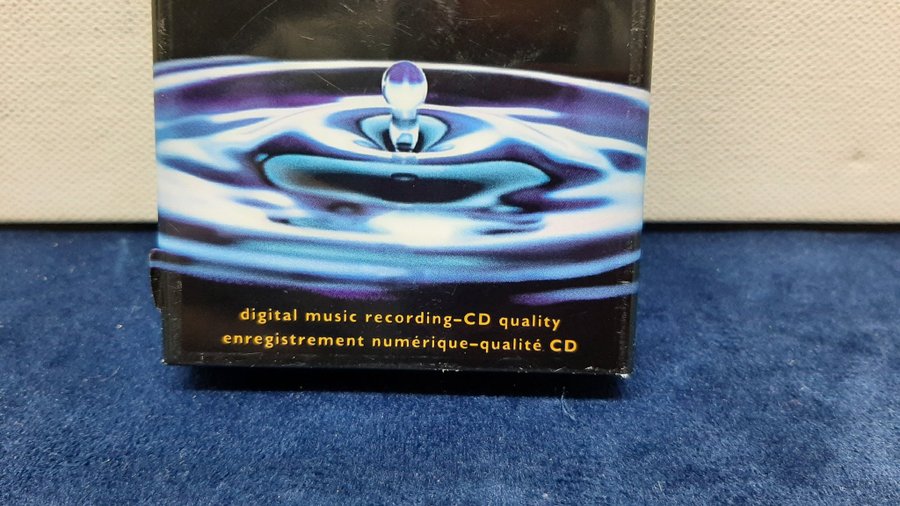 digital music recording–CD quality
enregistrement numérique–qualité CD